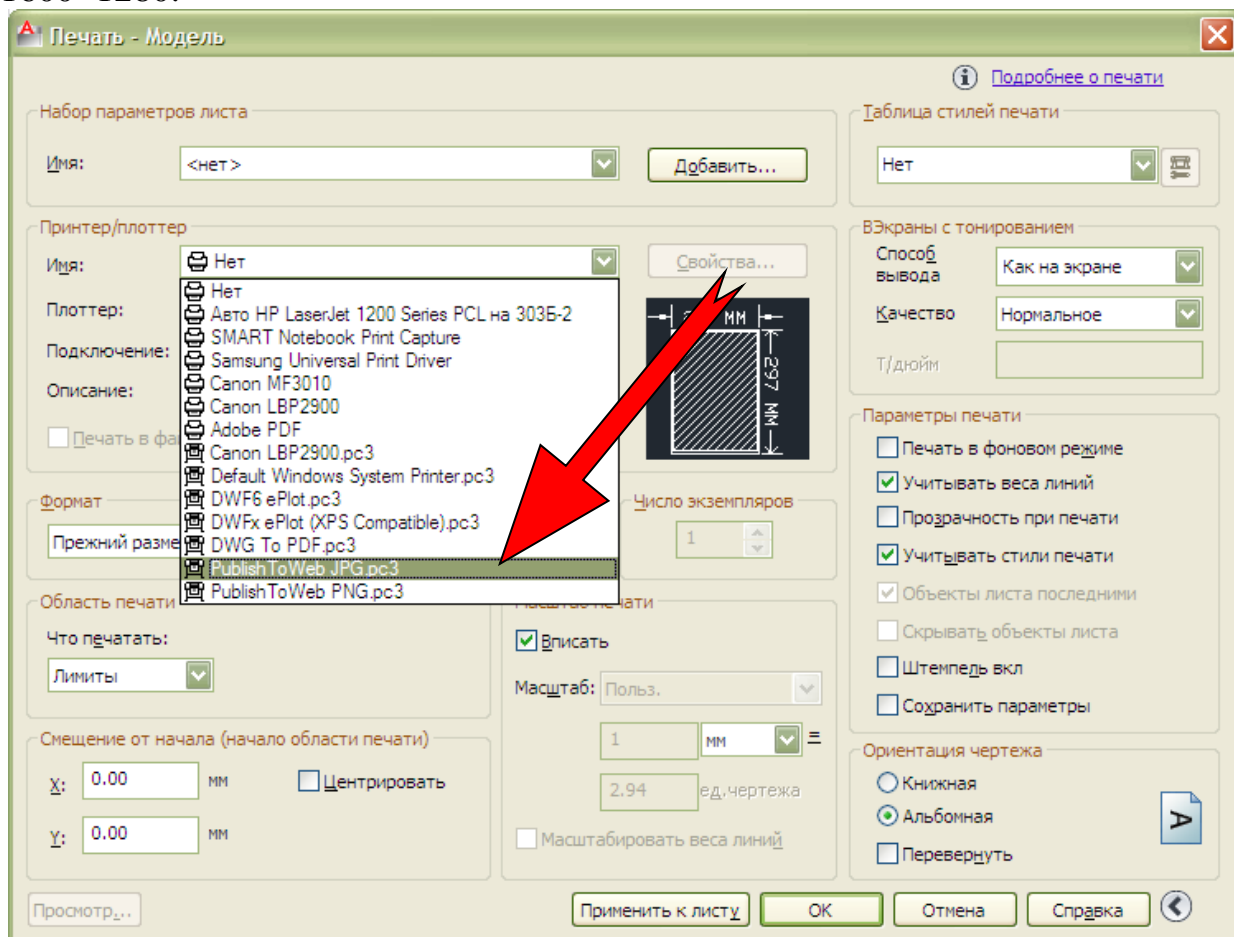 Печать - Модель
Подробнее о печати
Набор параметров листа
Имя:
<нет>
Добавить...
Таблица стилей печати
Нет
Принтер/плоттер
Имя:
Нет
Свойства...
Плоттер:
Подключение:
Описание:
Печать в фа
Нет
Авто HP LaserJet 1200 Series PCL на 303Б-2
SMART Notebook Print Capture
Samsung Universal Print Driver
Canon MF3010
Canon LBP2900
Adobe PDF
Canon LBP2900.pc3
Default Windows System Printer.pc3
DWF6 ePlot.pc3
DWFx ePlot (XPS Compatible).pc3
DWG To PDF.pc3
PublishToWeb JPG.pc3
PublishToWeb PNG.pc3
ММ
297 ММ
ВЭкраны с тонированием
Способ
вывода
Как на экране
Качество
Нормальное
Т/дюйм
Формат
Прежний разме
Число экземпляров
1
Параметры печати
Печать в фоновом режиме
Учитывать веса линий
Прозрачность при печати
Учитывать стили печати
Объекты листа последними
Скрывать объекты листа
Штемпель вкл
Сохранить параметры
Область печати
Что печатать:
Лимиты
Масштаб печати
Вписать
Масштаб:
Польз.
1
мм
=
2.94
ед.чертежа
Масштабировать веса линий
Смещение от начала (начало области печати)
X:
0.00
мм
Центрировать
Y:
0.00
мм
Ориентация чертежа
Книжная
Альбомная
Перевернуть
A
Просмотр...
Применить к листу
ОК
Отмена
Справка